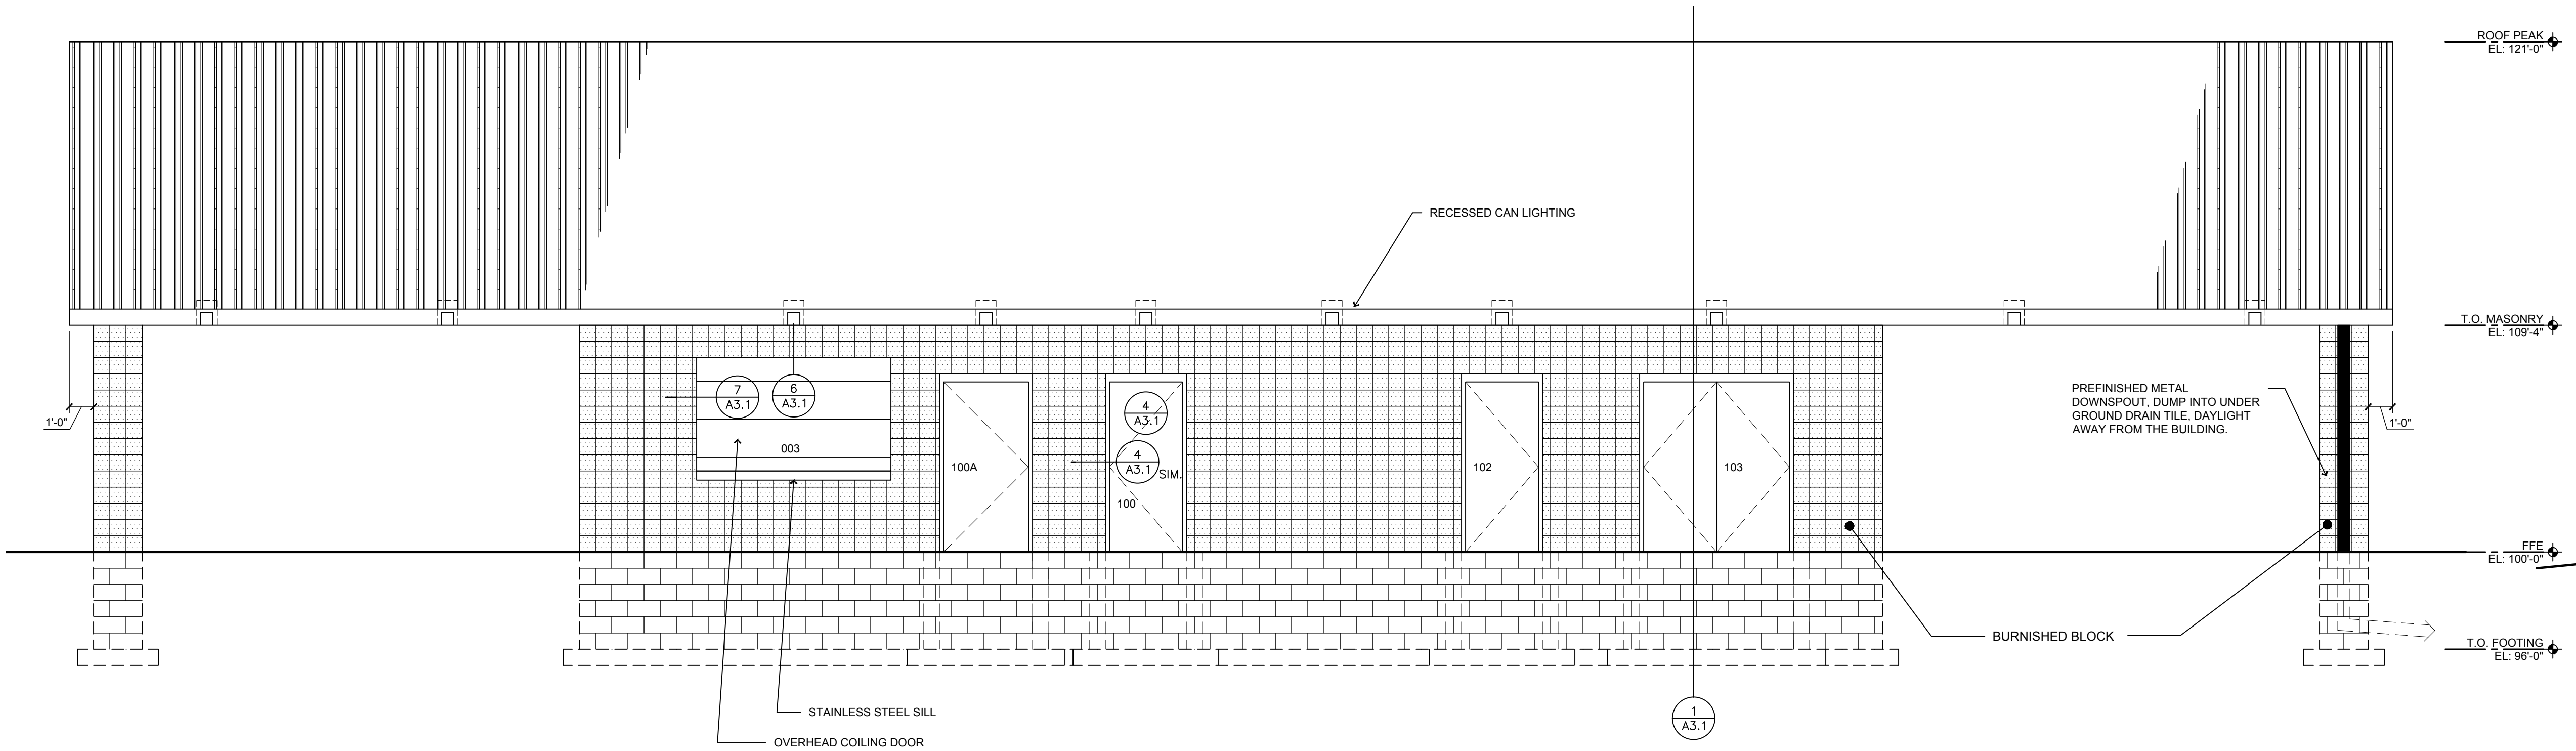 ROOF PEAK
EL: 121'-0"
RECESSED CAN LIGHTING
T.O. MASONRY
EL: 109'-4"
7
A3.1
6
A3.1
003
100A
4
A3.1
4
A3.1
SIM.
100
102
103
1'-0"
PREFINISHED METAL
DOWNSPOUT, DUMP INTO UNDER
GROUND DRAIN TILE, DAYLIGHT
AWAY FROM THE BUILDING.
1'-0"
FFE
EL: 100'-0"
BURNISHED BLOCK
T.O. FOOTING
EL: 96'-0"
STAINLESS STEEL SILL
OVERHEAD COILING DOOR
1
A3.1